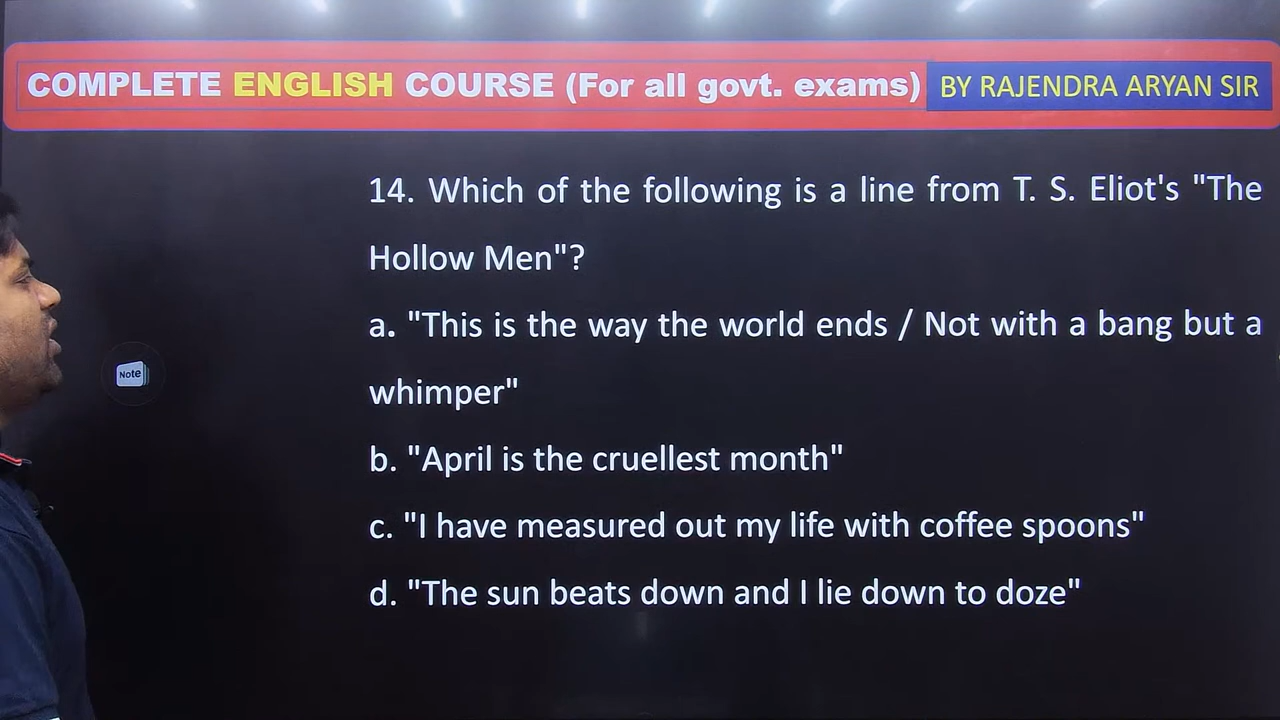 COMPLETE ENGLISH COURSE (For all govt. exams) BY RAJENDRA ARYAN SIR
14. Which of the following is a line from T. S. Eliot's "The
Hollow Men"?
a. "This is the way the world ends / Not with a bang but a
whimper"
Note
b. "April is the cruellest month"
c. "I have measured out my life with coffee spoons"
d. "The sun beats down and I lie down to doze"